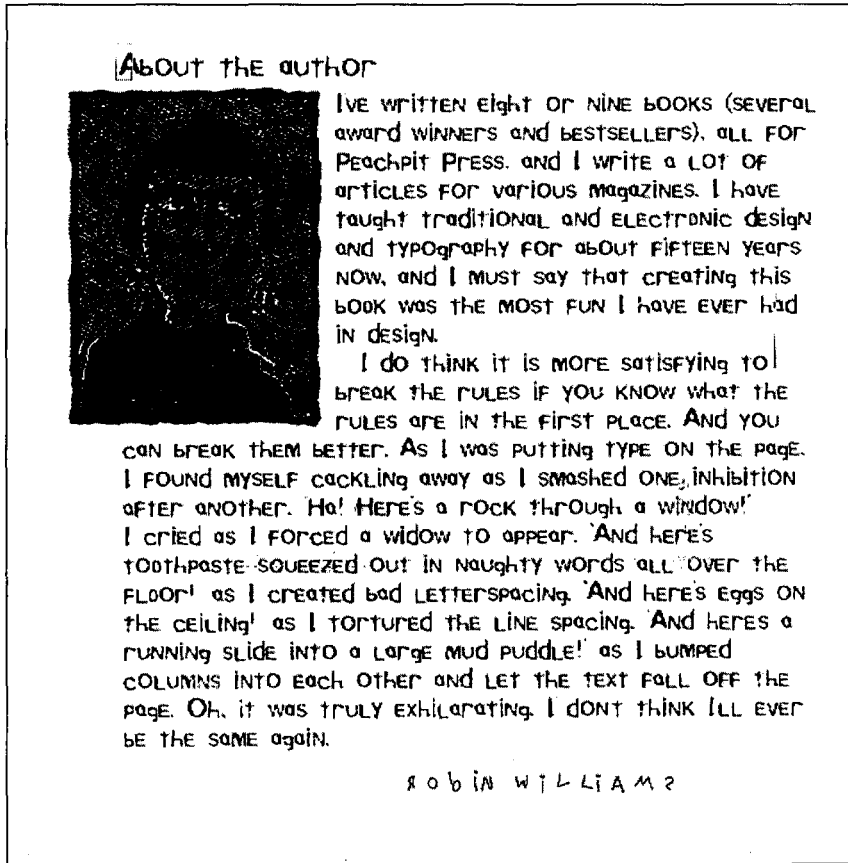 About the author
Ive written eight or nine books (several
award winners and bestsellers), all for
Peachpit Press, and I write a lot of
articles for various magazines. I have
taught traditional and electronic design
and typography for about fifteen years
now, and I must say that creating this
book was the most fun I have ever had
in design.
I do think it is more satisfying to
break the rules if you know what the
rules are in the first place. And you
can break them better. As I was putting type on the page,
I found myself cackling away as I smashed one inhibition
after another. 'Ha! Here's a rock through a window!'
I cried as I forced a widow to appear. 'And here's
toothpaste squeezed out in naughty words all over the
floor!' as I created bad letterspacing. 'And here's eggs on
the ceiling!' as I tortured the line spacing. 'And heres a
running slide into a large mud puddle!' as I bumped
columns into each other and let the text fall off the
page. Oh, it was truly exhilarating. I dont think Ill ever
be the same again.
Robin Williams